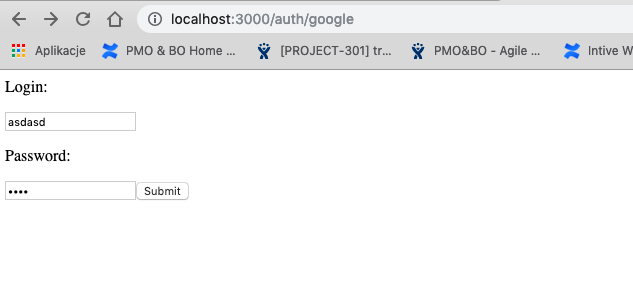 localhost:3000/auth/google
Aplikacje PMO & BO Home ... [PROJECT-301] tr... PMO&BO - Agile ... Intive W
Login:
asdasd
Password:
••••
Submit